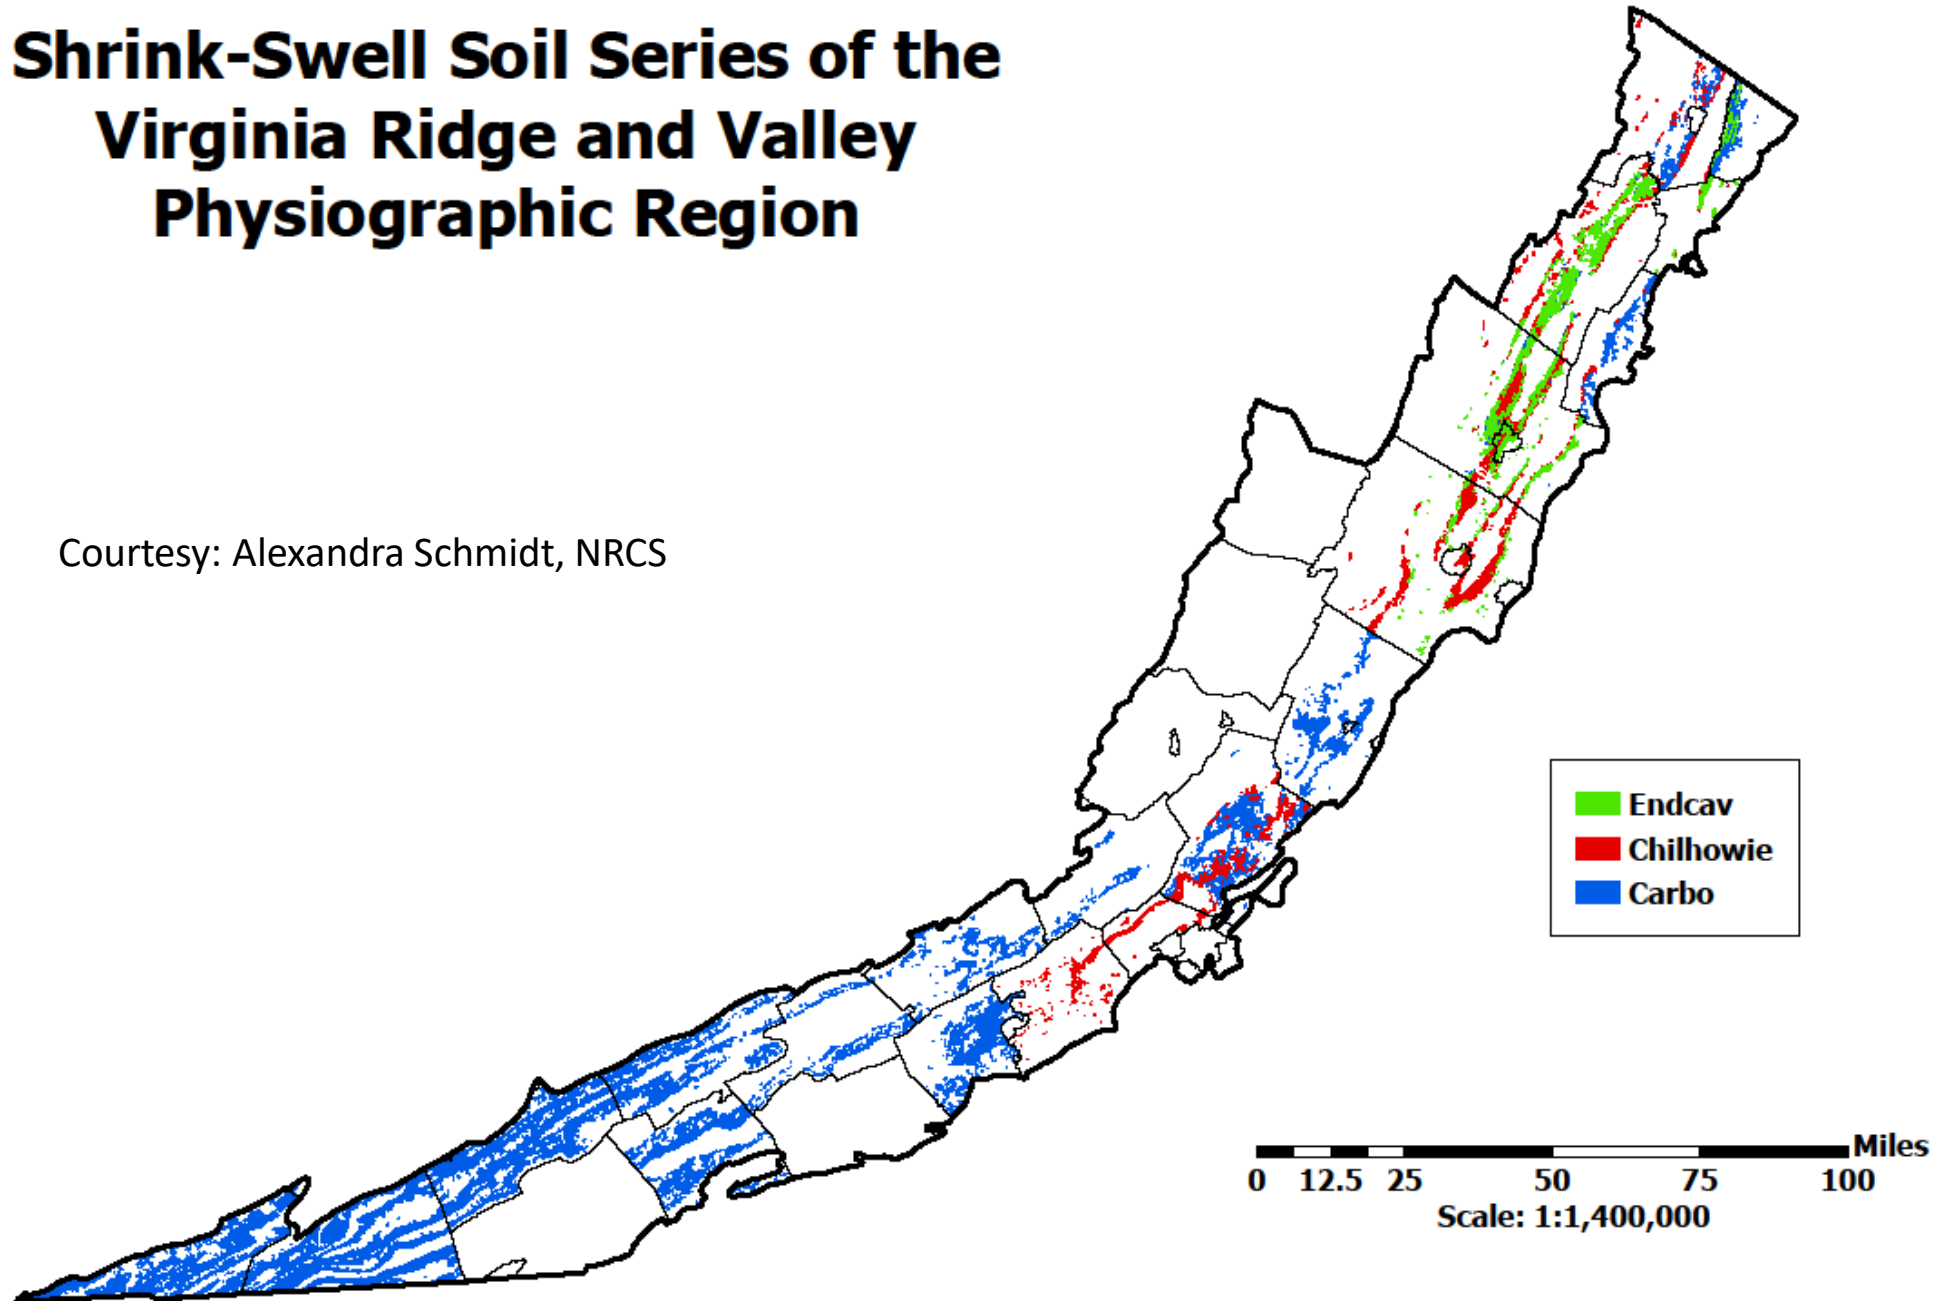 Shrink-Swell Soil Series of the
Virginia Ridge and Valley
Physiographic Region
Courtesy: Alexandra Schmidt, NRCS
Endcav
Chilhowie
Carbo
Miles
0 12.5 25 50 75 100
Scale: 1:1,400,000